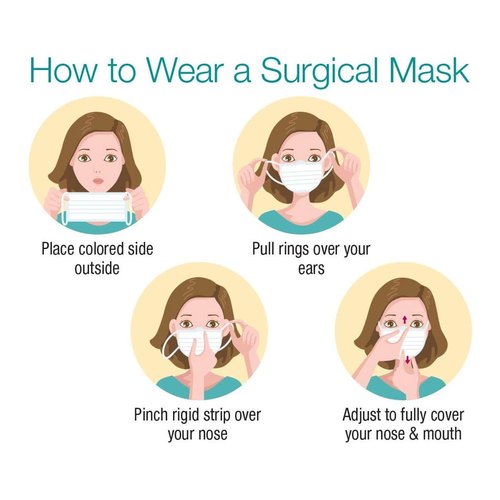 How to Wear a Surgical Mask
Place colored side
outside
Pull rings over your
ears
Pinch rigid strip over
your nose
Adjust to fully cover
your nose & mouth